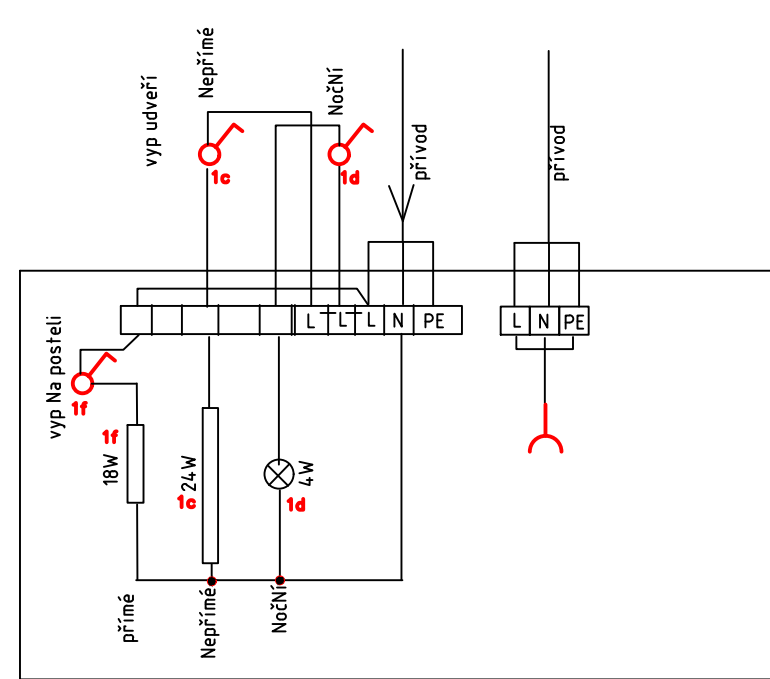 Nepřímé
vyp udveří
NočNí
přívod
přívod
1c
1d
L
L
L
N
PE
L
N
PE
vyp Na posteli
1f
1f
18W
24W
1c
4W
1d
přímé
Nepřímé
NočNí